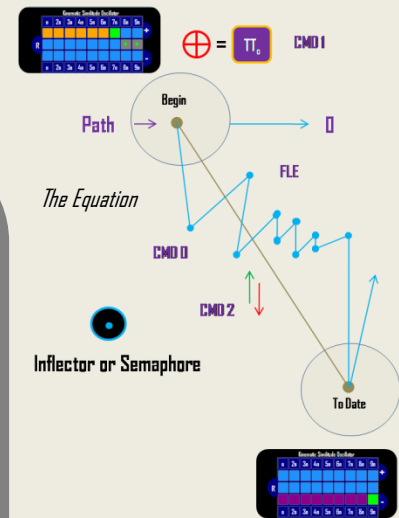 Kinematic Similitude Oscillator
n 2n 3n 4n 5n 6n 7n 8n 9n
+
R
-
= π₀ CMD 1
Begin
Path 0
FLE
The Equation
CMD 0
CMD 2
Inflector or Semaphore
To Date
Kinematic Similitude Oscillator
n 2n 3n 4n 5n 6n 7n 8n 9n
+
R
-